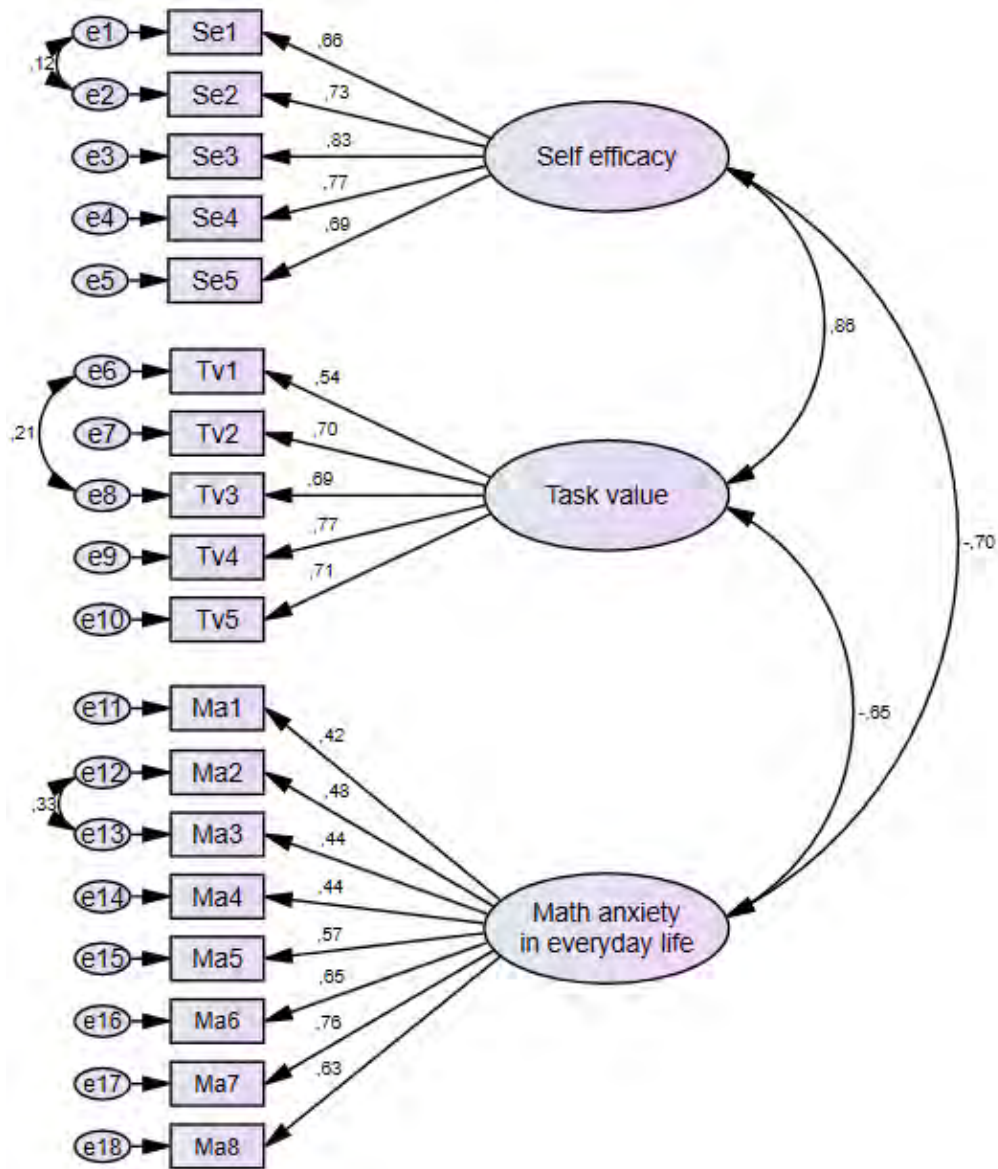 e1 Se1 ,66
,12
e2 Se2 ,73
e3 Se3 ,83
Self efficacy
e4 Se4 ,77
e5 Se5 ,69
,86
e6 Tv1 ,54
,21
e7 Tv2 ,70
e8 Tv3 ,69
Task value
e9 Tv4 ,77
-,70
e10 Tv5 ,71
e11 Ma1 ,42
-,65
e12 Ma2 ,48
,33
e13 Ma3 ,44
e14 Ma4 ,44
Math anxiety
in everyday life
e15 Ma5 ,57
e16 Ma6 ,65
e17 Ma7 ,76
e18 Ma8 ,63